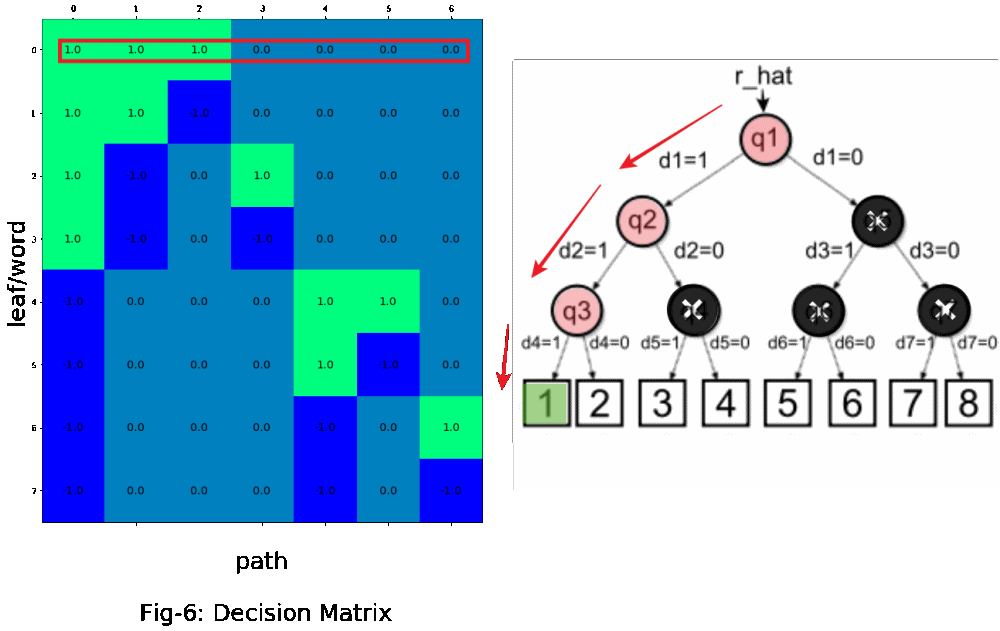 0 1 2 3 4 5 6
0 1.0 1.0 1.0 0.0 0.0 0.0 0.0
1 1.0 1.0 -1.0 0.0 0.0 0.0 0.0
2 1.0 -1.0 0.0 1.0 0.0 0.0 0.0
3 1.0 -1.0 0.0 -1.0 0.0 0.0 0.0
4 -1.0 0.0 0.0 0.0 1.0 1.0 0.0
5 -1.0 0.0 0.0 0.0 1.0 -1.0 0.0
6 -1.0 0.0 0.0 0.0 -1.0 0.0 1.0
7 -1.0 0.0 0.0 0.0 -1.0 0.0 -1.0
leaf/word
path
Fig-6: Decision Matrix
r_hat
q1
d1=1 d1=0
q2
d2=1 d2=0 d3=1 d3=0
q3
d4=1 d4=0 d5=1 d5=0 d6=1 d6=0 d7=1 d7=0
1 2 3 4 5 6 7 8